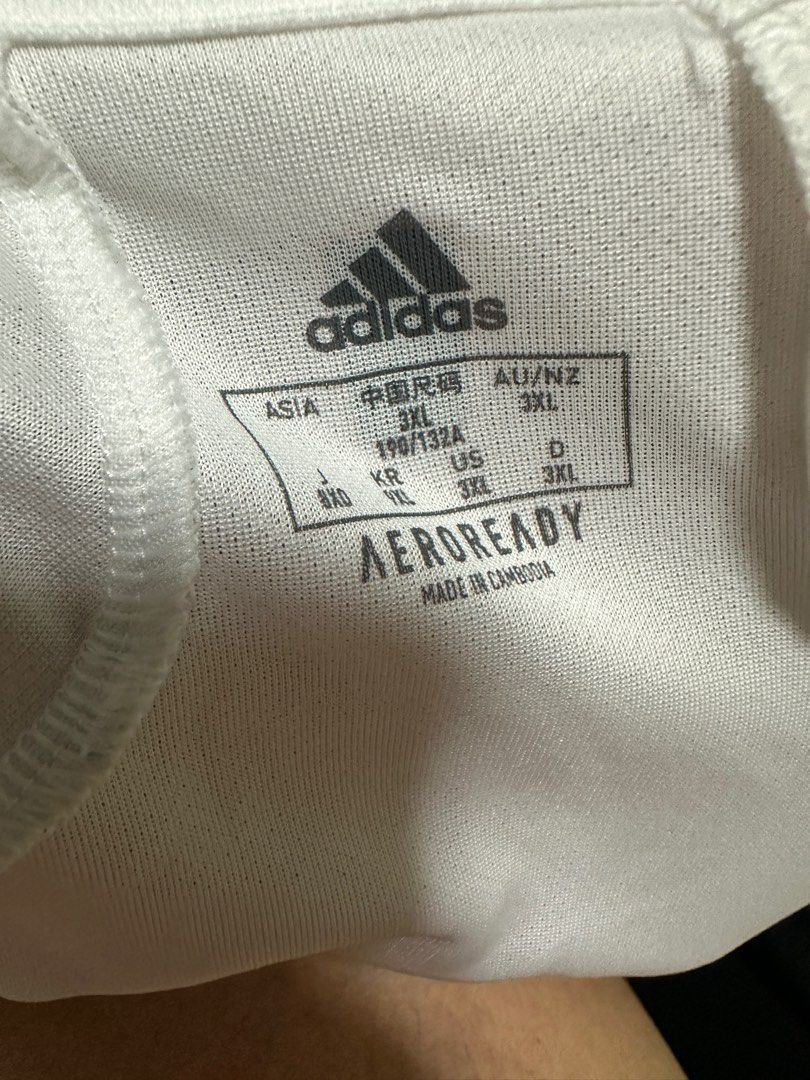 adidas
ASIA 中国尺码 AU/NZ
3XL 3XL
190/132A
J KR US D
4XL 3XL 3XL
AEROREADY
MADE IN CAMBODIA